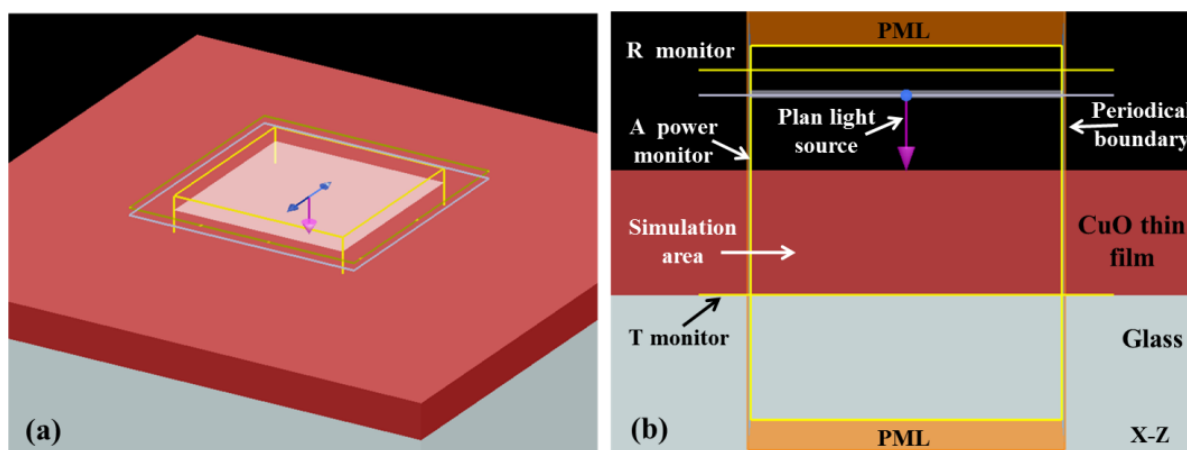 (a)
PML
R monitor
Plan light
source
Periodical
boundary
A power
monitor
Simulation
area
CuO thin
film
T monitor
Glass
(b)
PML
X-Z